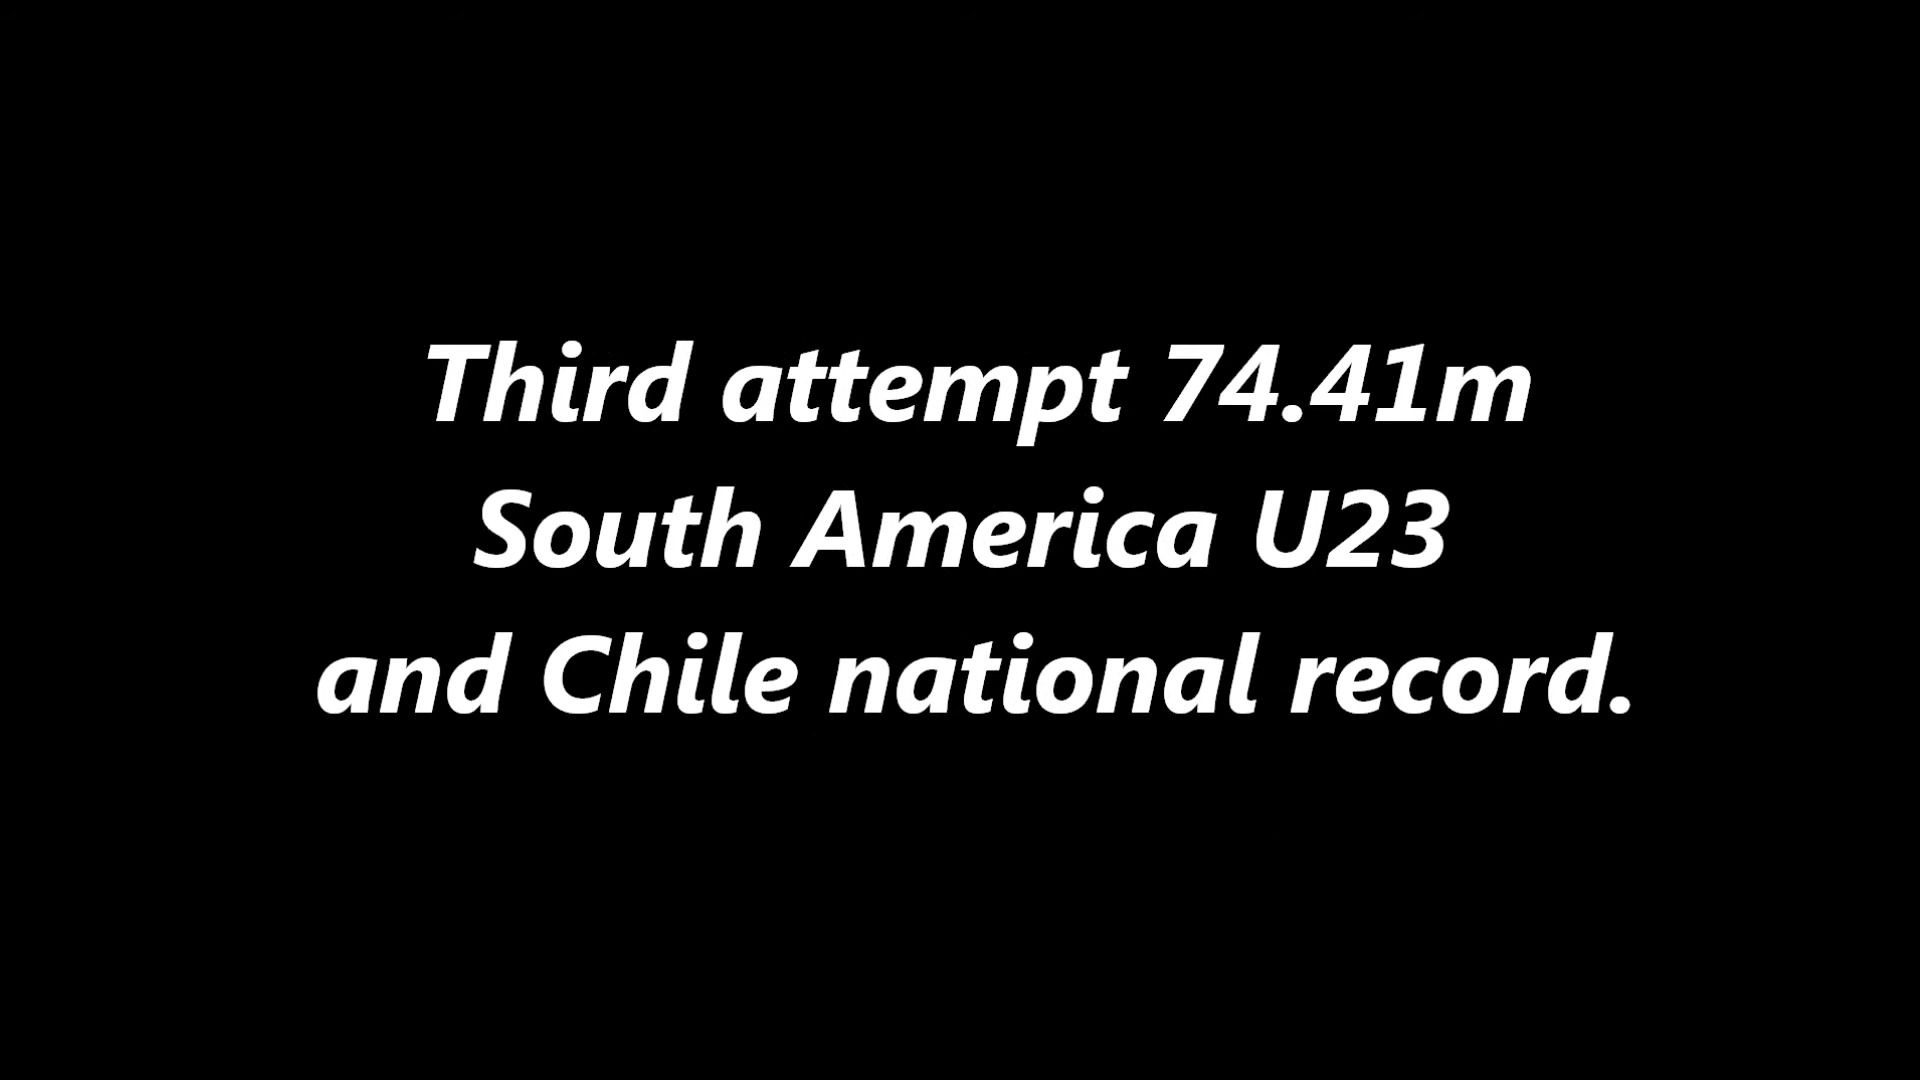 Third attempt 74.41m
South America U23
and Chile national record.